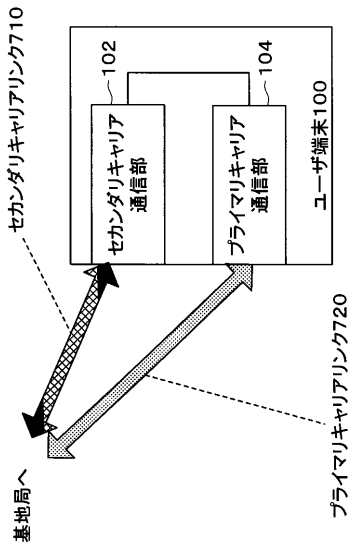 基地局へ
セカンダリキャリアリンク710
プライマリキャリアリンク720
セカンダリキャリア
通信部
102
プライマリキャリア
通信部
104
ユーザ端末100